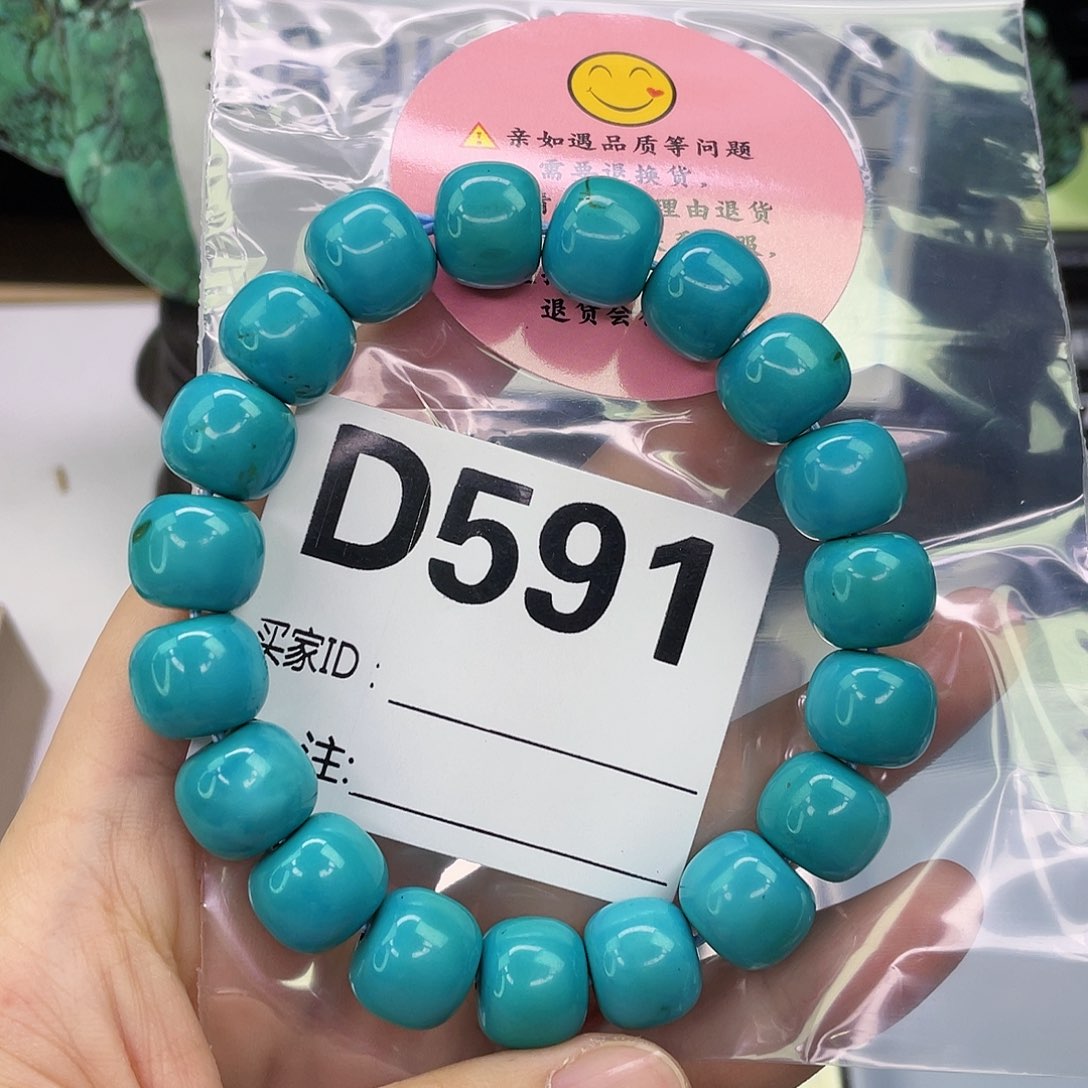 亲如遇品质等问题
需要退换货，
理由退货
退货会
D591
买家ID：
注: